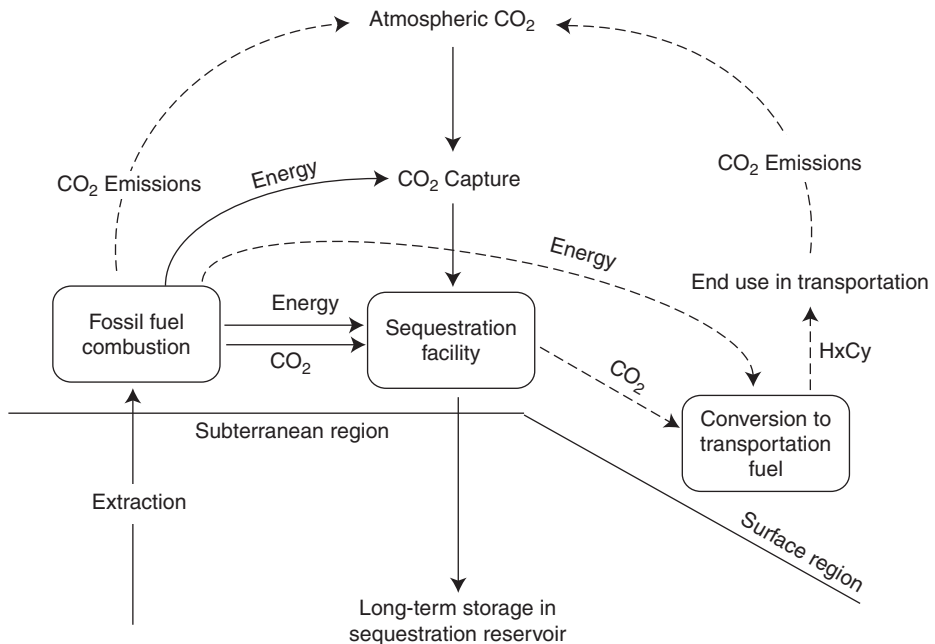 Atmospheric CO₂
CO₂ Emissions
Energy
CO₂ Capture
CO₂ Emissions
Energy
End use in transportation
Fossil fuel
combustion
Energy
CO₂
Sequestration
facility
CO₂
HxCy
Conversion to
transportation
fuel
Subterranean region
Extraction
Surface region
Long-term storage in
sequestration reservoir